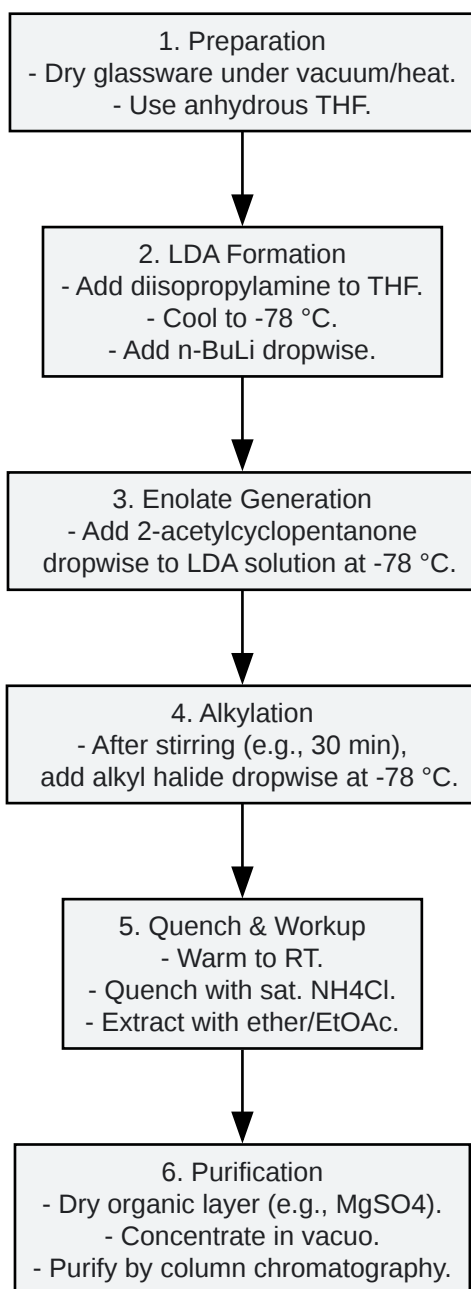 1. Preparation
- Dry glassware under vacuum/heat.
- Use anhydrous THF.
2. LDA Formation
- Add diisopropylamine to THF.
- Cool to -78 °C.
- Add n-BuLi dropwise.
3. Enolate Generation
- Add 2-acetylcyclopentanone
dropwise to LDA solution at -78 °C.
4. Alkylation
- After stirring (e.g., 30 min),
add alkyl halide dropwise at -78 °C.
5. Quench & Workup
- Warm to RT.
- Quench with sat. NH4Cl.
- Extract with ether/EtOAc.
6. Purification
- Dry organic layer (e.g., MgSO4).
- Concentrate in vacuo.
- Purify by column chromatography.